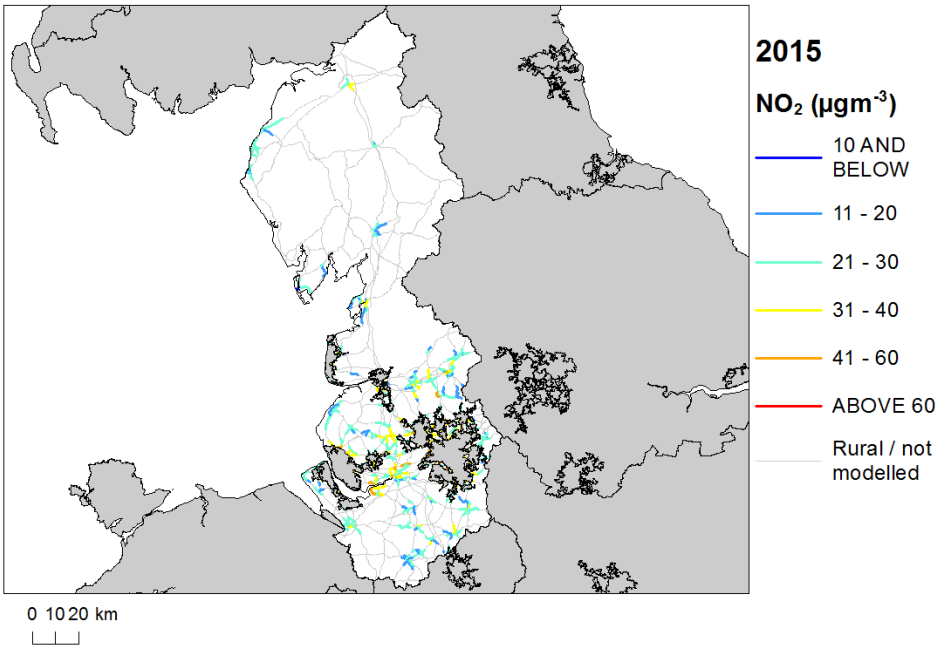 2015
NO₂ (µgm⁻³)
10 AND
BELOW
11 - 20
21 - 30
31 - 40
41 - 60
ABOVE 60
Rural / not
modelled
0 10 20 km